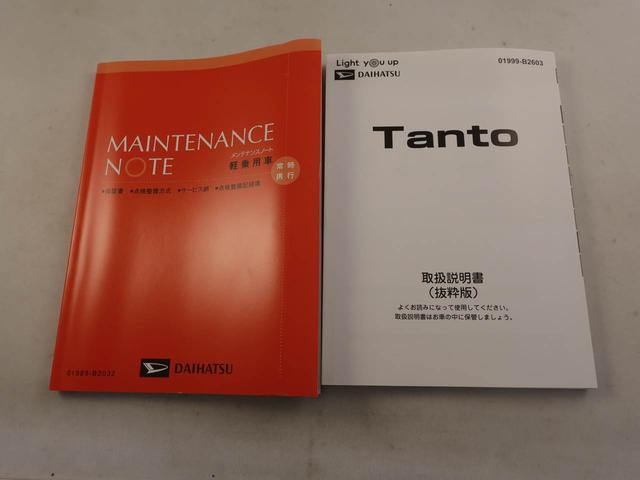 MAINTENANCE
NOTE
メンテナンスノート
軽乗用車
常時
携行
●保証書 ●点検整備方式 ●サービス網 ●点検整備記録簿
DAIHATSU
01989-B2032
Light you up
DAIHATSU
01999-B2603
Tanto
取扱説明書
(抜粋版)
よくお読みになって使用してください。
取扱説明書はお車の中に保管しましょう。